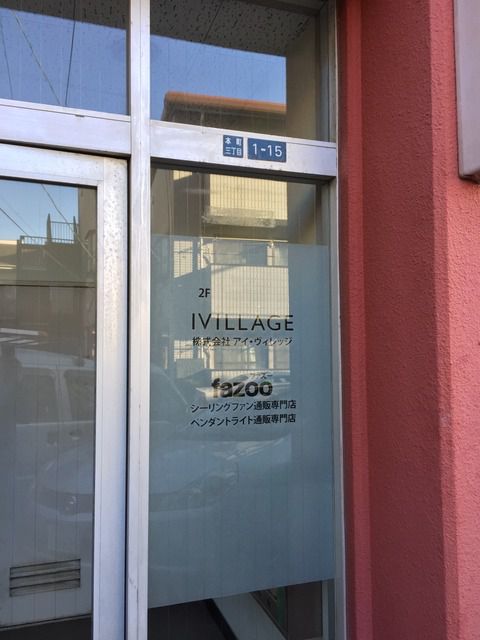 本町
三丁目
1-15
2F
IVILLAGE
株式会社 アイ・ヴィレッジ
fazoo
シーリングファン通販専門店
ペンダントライト通販専門店